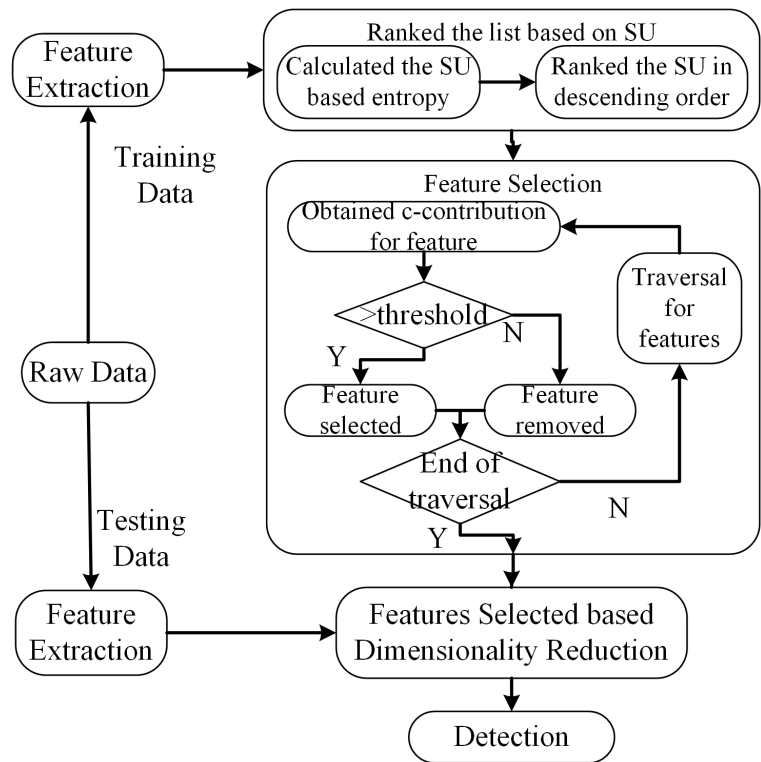 Feature
Extraction
Training
Data
Ranked the list based on SU
Calculated the SU
based entropy
Ranked the SU in
descending order
Feature Selection
Obtained c-contribution
for feature
>threshold
Y
N
Traversal
for
features
Feature
selected
Feature
removed
End of
traversal
N
Y
Raw Data
Testing
Data
Feature
Extraction
Features Selected based
Dimensionality Reduction
Detection